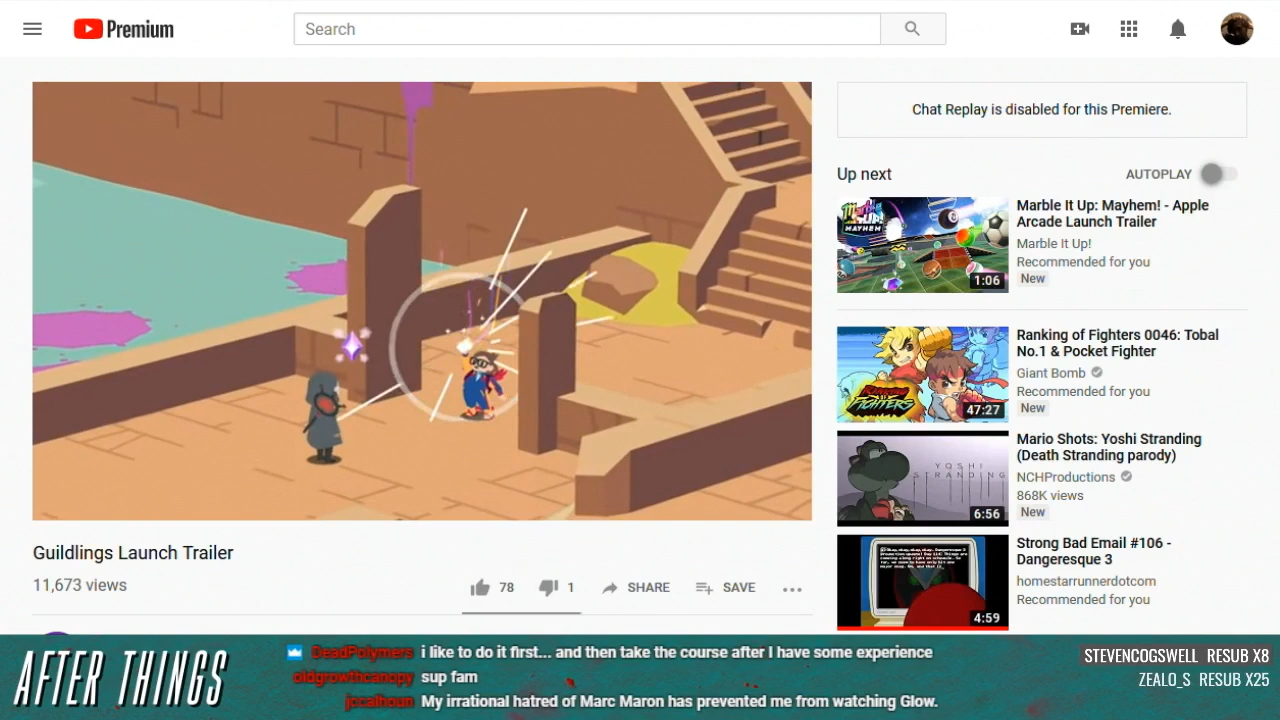 Premium
Search
Chat Replay is disabled for this Premiere.
Up next
AUTOPLAY
MAYHEM
1:06
Marble It Up: Mayhem! - Apple
Arcade Launch Trailer
Marble It Up!
Recommended for you
New
47:27
Ranking of Fighters 0046: Tobal
No.1 & Pocket Fighter
Giant Bomb
Recommended for you
New
YOSHI
STRANDING
6:56
Mario Shots: Yoshi Stranding
(Death Stranding parody)
NCHProductions
868K views
New
4:59
Strong Bad Email #106 -
Dangeresque 3
homestarrunnerdotcom
Recommended for you
Guildlings Launch Trailer
11,673 views
78
1
SHARE
SAVE
AFTER THINGS
DeadPolymers i like to do it first... and then take the course after I have some experience
oldgrowthcanopy sup fam
jccalhoun My irrational hatred of Marc Maron has prevented me from watching Glow.
STEVENCOGSWELL RESUB X8
ZEALO_S RESUB X25